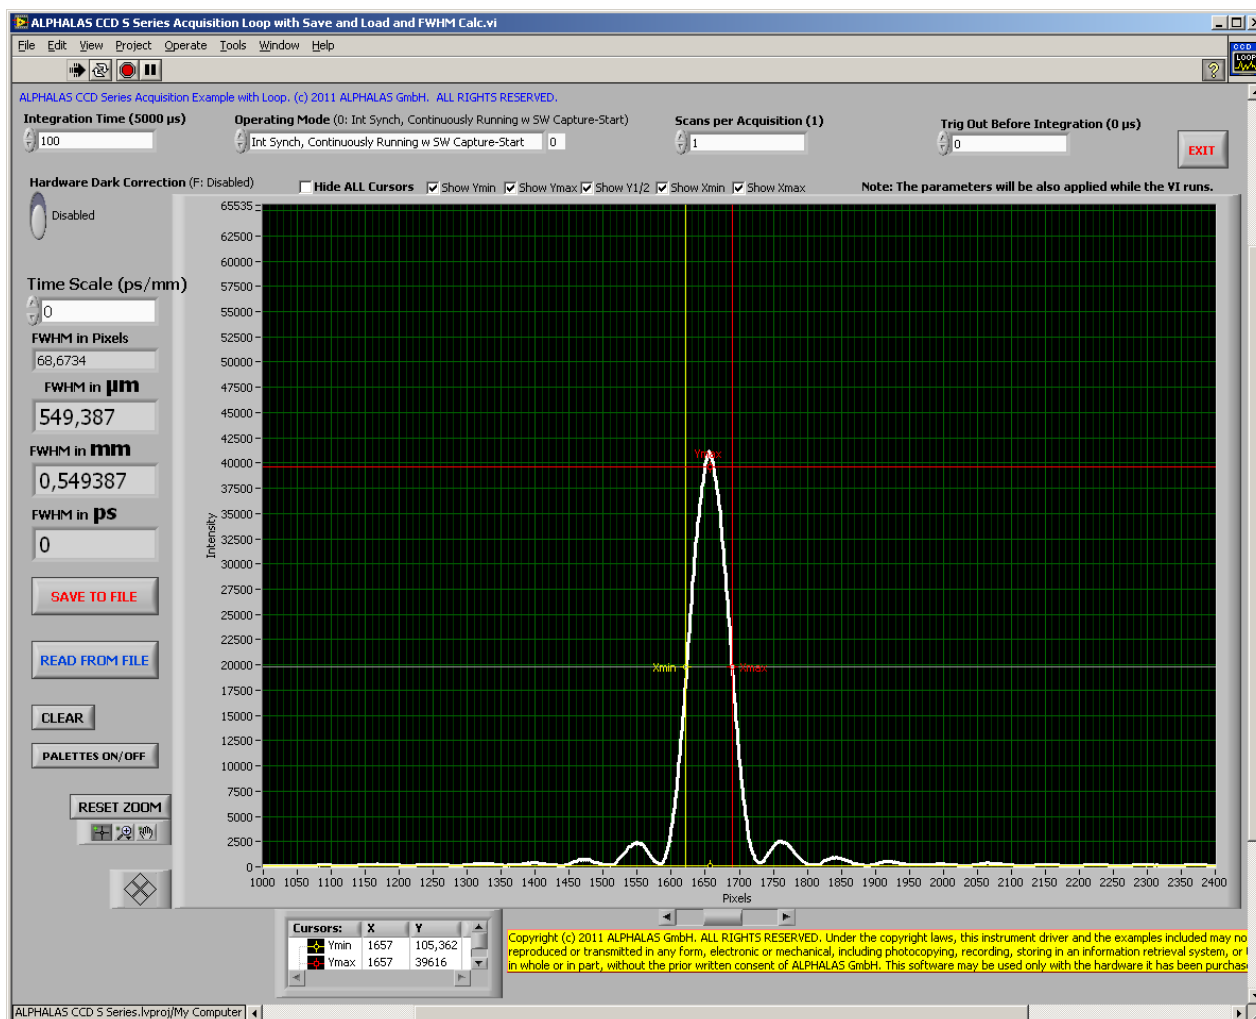 ALPHALAS CCD S Series Acquisition Loop with Save and Load and FWHM Calc.vi
File Edit View Project Operate Tools Window Help
CCD
LOOP
ALPHALAS CCD Series Acquisition Example with Loop. (c) 2011 ALPHALAS GmbH. ALL RIGHTS RESERVED.
Integration Time (5000 µs) Operating Mode (0: Int Synch, Continuously Running w SW Capture-Start) Scans per Acquisition (1) Trig Out Before Integration (0 µs)
100 Int Synch, Continuously Running w SW Capture-Start 0 1 0 EXIT
Hardware Dark Correction (F: Disabled) Hide ALL Cursors Show Ymin Show Ymax Show Y1/2 Show Xmin Show Xmax Note: The parameters will be also applied while the VI runs.
Disabled
Time Scale (ps/mm)
0
FWHM in Pixels
68,6734
FWHM in µm
549,387
FWHM in mm
0,549387
FWHM in ps
0
SAVE TO FILE
READ FROM FILE
CLEAR
PALETTES ON/OFF
RESET ZOOM
65535
62500
60000
57500
55000
52500
50000
47500
45000
42500
40000
37500
35000
32500
30000
27500
25000
22500
20000
17500
15000
12500
10000
7500
5000
2500
0
Intensity
Ymax
Xmin Xmax
1000 1050 1100 1150 1200 1250 1300 1350 1400 1450 1500 1550 1600 1650 1700 1750 1800 1850 1900 1950 2000 2050 2100 2150 2200 2250 2300 2350 2400
Pixels
Cursors: X Y
Ymin 1657 105,362
Ymax 1657 39616
Copyright (c) 2011 ALPHALAS GmbH. ALL RIGHTS RESERVED. Under the copyright laws, this instrument driver and the examples included may no
reproduced or transmitted in any form, electronic or mechanical, including photocopying, recording, storing in an information retrieval system, or
in whole or in part, without the prior written consent of ALPHALAS GmbH. This software may be used only with the hardware it has been purchas
ALPHALAS CCD S Series.lvproj/My Computer